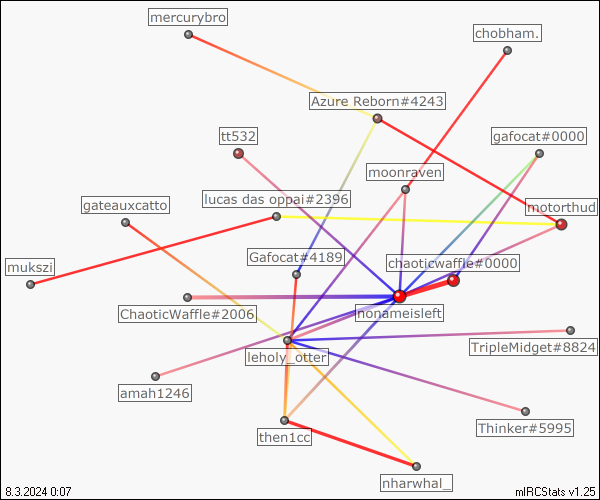 mercurybro
chobham.
Azure Reborn#4243
tt532
gafocat#0000
moonraven
gateauxcatto
lucas das oppai#2396
motorthud
Gafocat#4189
chaoticwaffle#0000
mukszi
ChaoticWaffle#2006
nonameisleft
leholy_otter
TripleMidget#8824
amah1246
Thinker#5995
then1cc
nharwhal_
8.3.2024 0:07
mIRCStats v1.25